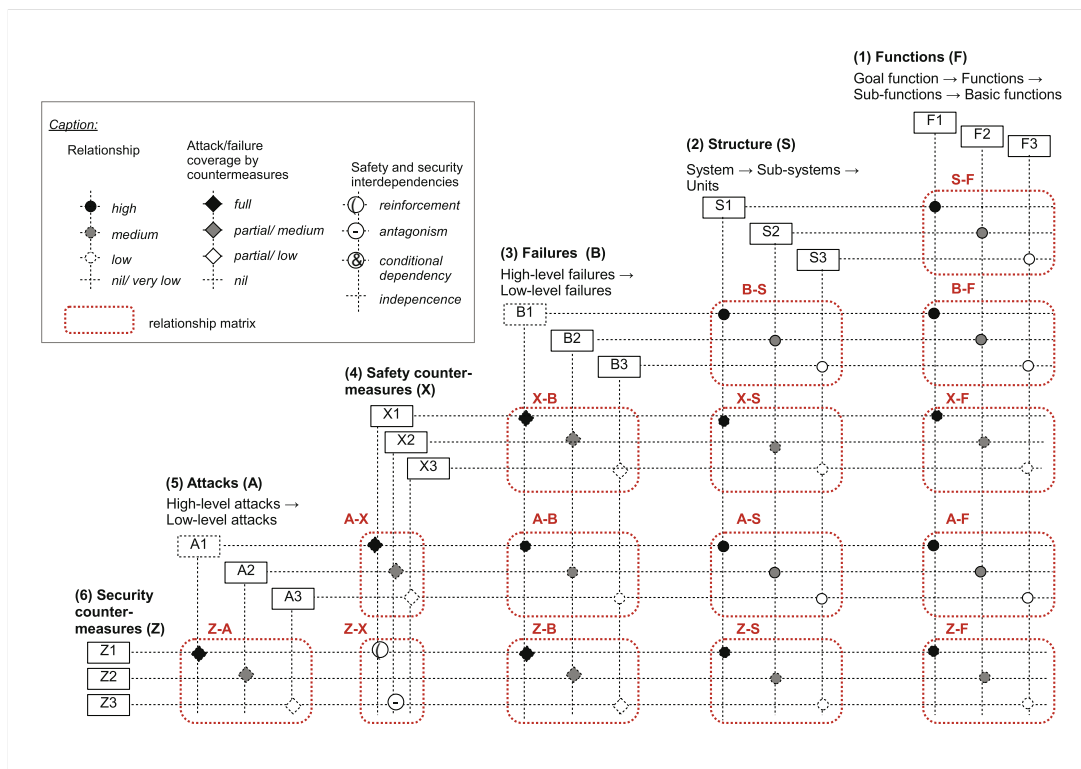 (1) Functions (F)
Goal function → Functions →
Sub-functions → Basic functions
F1
F2
F3
Caption:
Relationship
high
medium
low
nil/ very low
Attack/failure
coverage by
countermeasures
full
partial/ medium
partial/ low
nil
Safety and security
interdependencies
reinforcement
-
antagonism
&
conditional
dependency
indepencence
relationship matrix
(2) Structure (S)
System → Sub-systems →
Units
S1
S2
S3
S-F
(3) Failures (B)
High-level failures →
Low-level failures
B1
B2
B3
B-S
B-F
(4) Safety counter-
measures (X)
X1
X2
X3
X-B
X-S
X-F
(5) Attacks (A)
High-level attacks →
Low-level attacks
A1
A2
A3
A-X
A-B
A-S
A-F
(6) Security
counter-
measures (Z)
Z1
Z2
Z3
Z-A
Z-X
-
Z-B
Z-S
Z-F